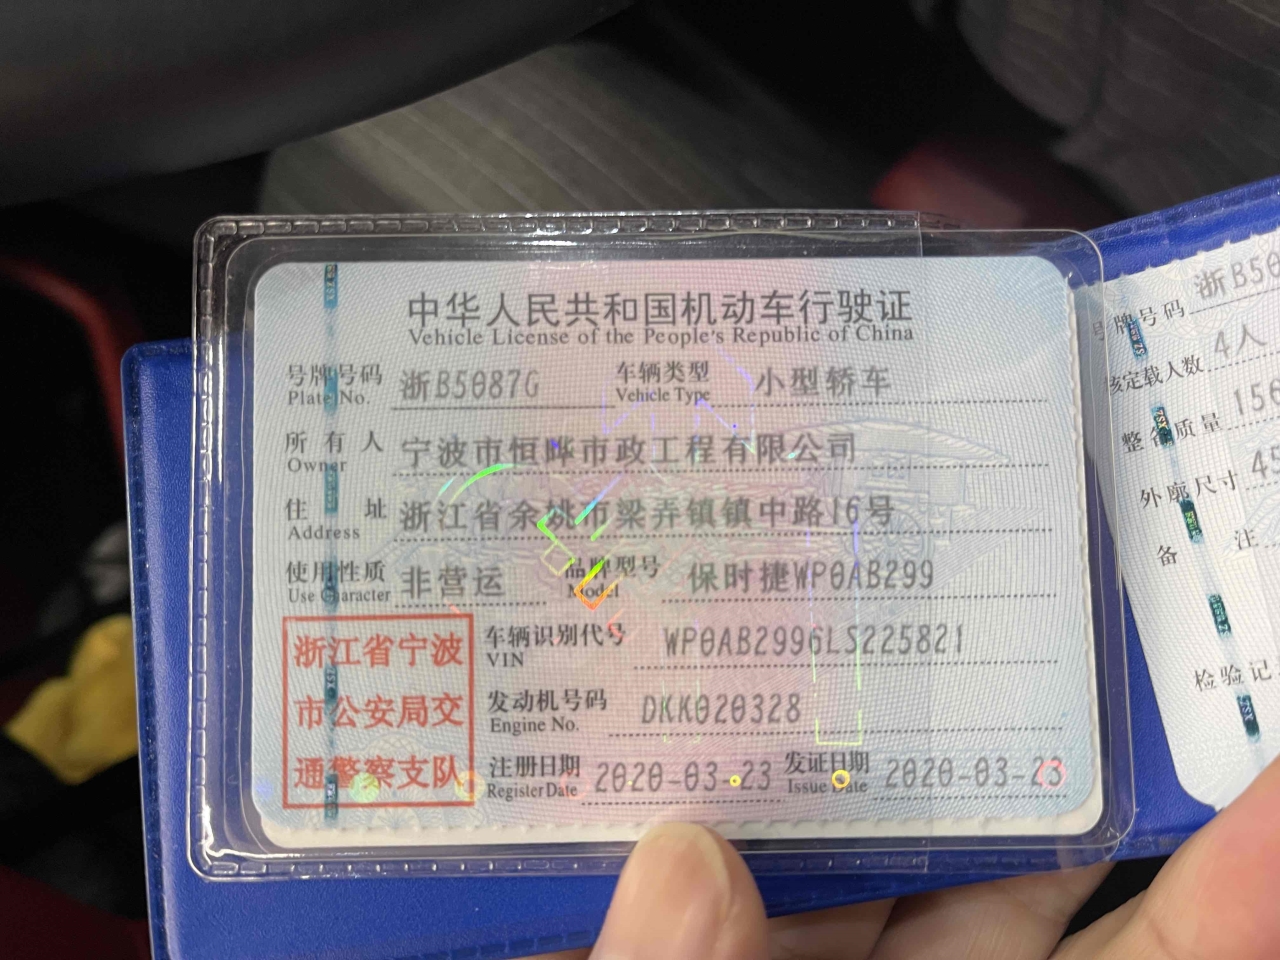 中华人民共和国机动车行驶证
Vehicle License of the People's Republic of China
号牌号码 浙B5087G 车辆类型 小型轿车
Plate No. Vehicle Type
所有人 宁波市恒晔市政工程有限公司
Owner
住址 浙江省余姚市梁弄镇镇中路16号
Address
使用性质 非营运 品牌型号 保时捷WP0AB299
Use Character Model
浙江省宁波
市公安局交
通警察支队
车辆识别代号 WP0AB2996LS225821
VIN
发动机号码 DKK020328
Engine No.
注册日期 2020-03-23 发证日期 2020-03-23
Register Date Issue Date
号牌号码 浙B50
核定载人数 4人
整备质量 156
外廓尺寸 45
备注
检验记